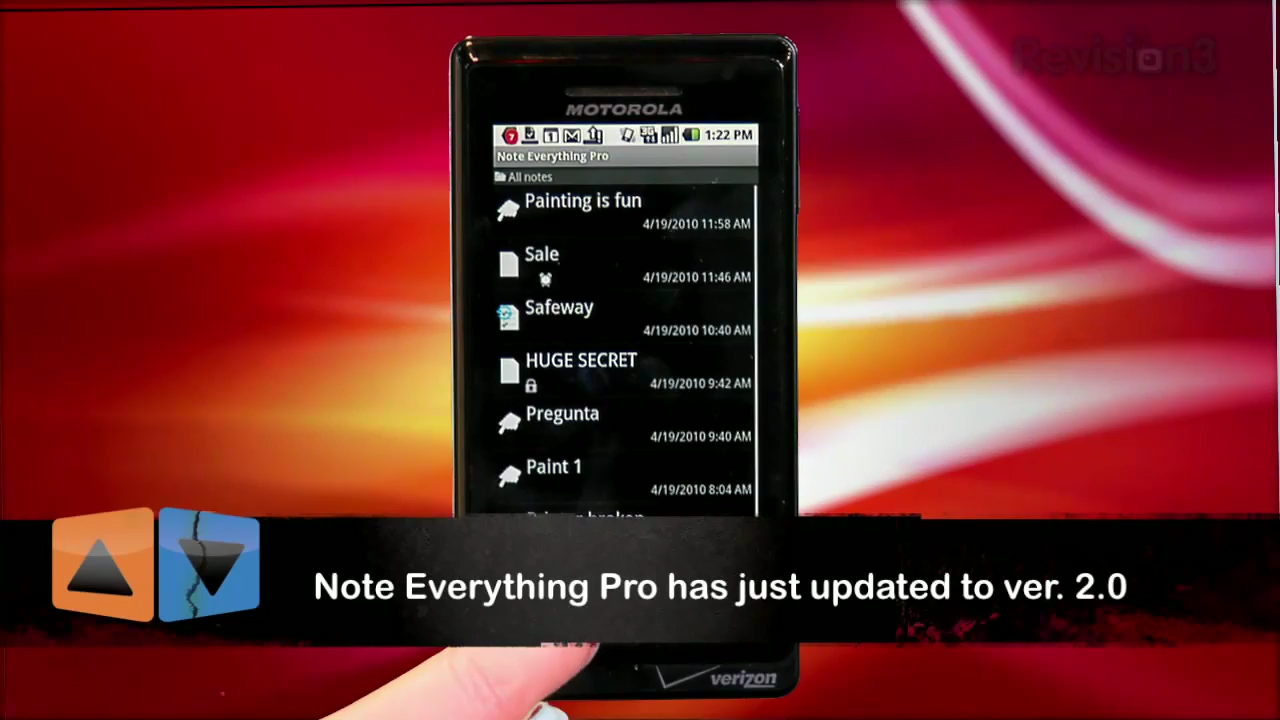 Revision3
MOTOROLA
1:22 PM
Note Everything Pro
All notes
Painting is fun
4/19/2010 11:58 AM
Sale
4/19/2010 11:46 AM
Safeway
4/19/2010 10:40 AM
HUGE SECRET
4/19/2010 9:42 AM
Pregunta
4/19/2010 9:40 AM
Paint 1
4/19/2010 8:04 AM
Note Everything Pro has just updated to ver. 2.0
verizon